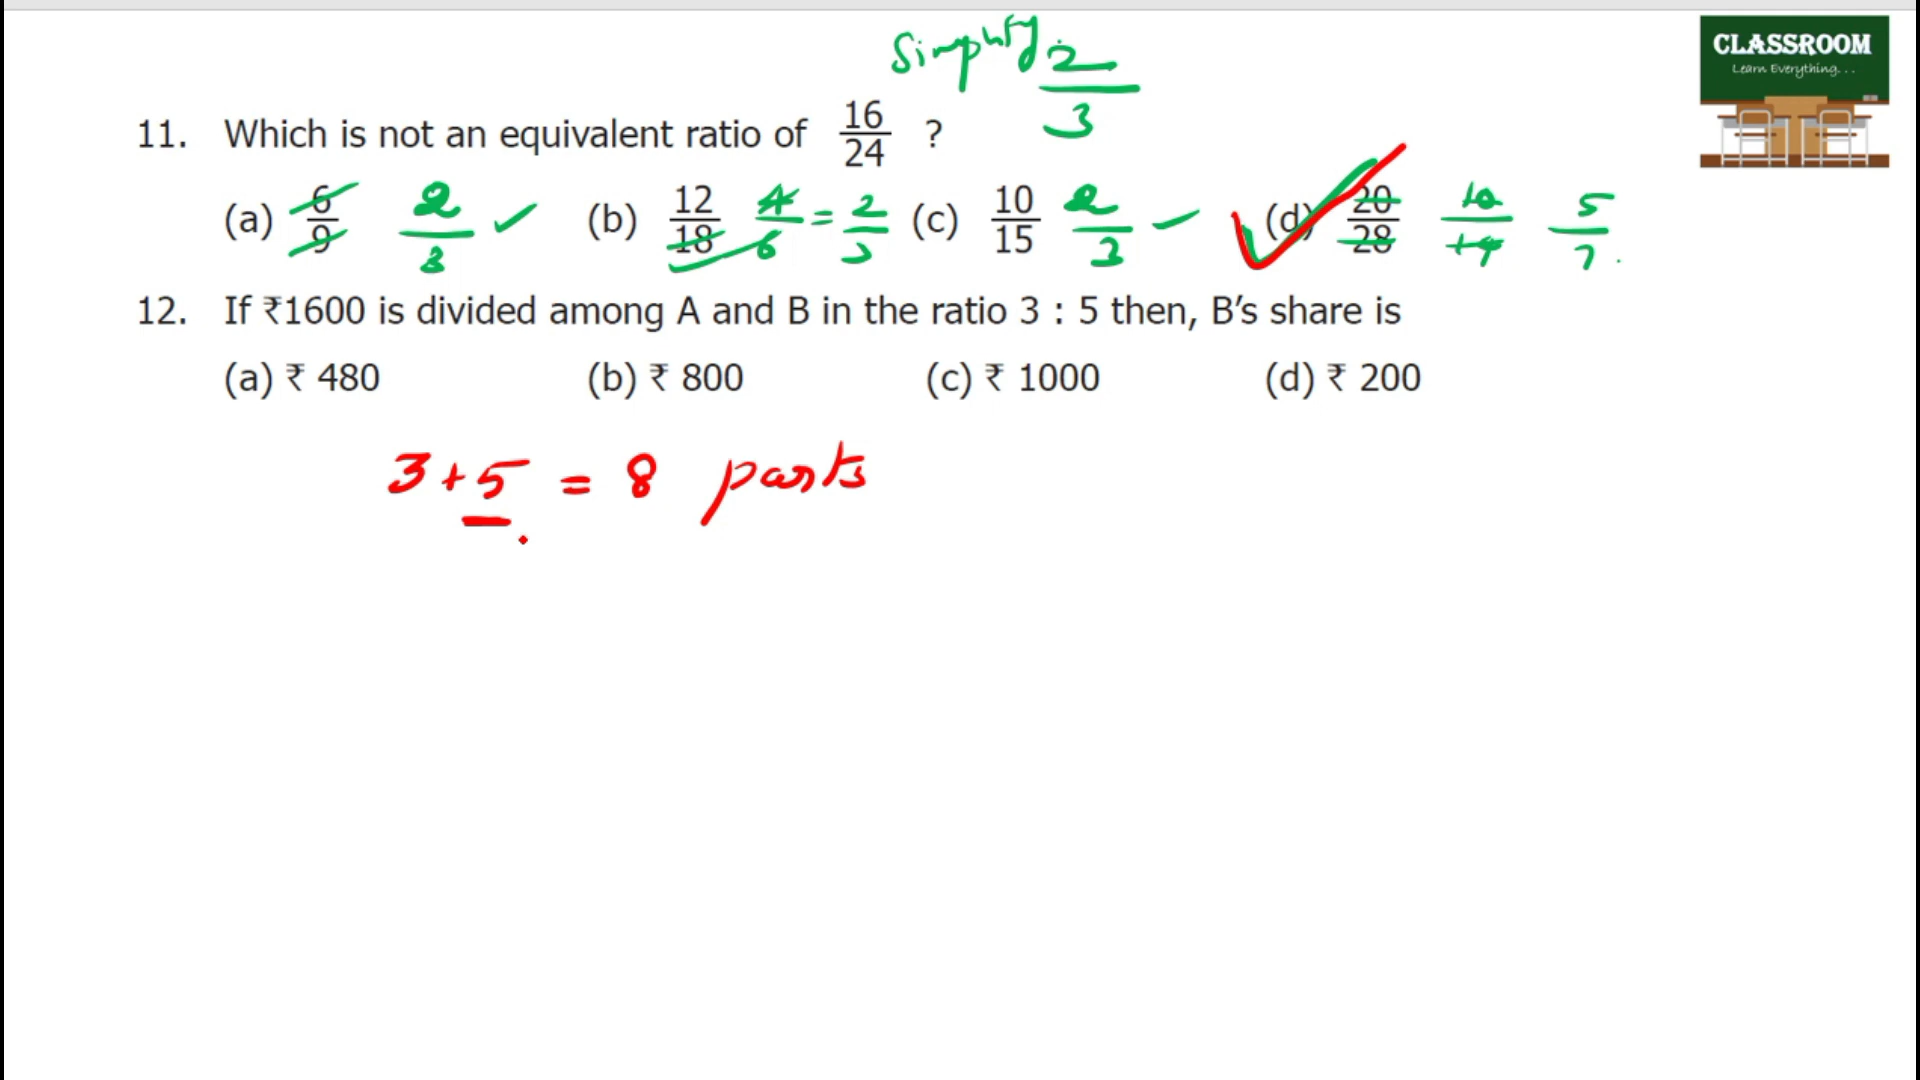 Simplify 2/3
CLASSROOM
Learn Everything. . .
11. Which is not an equivalent ratio of 16/24 ?
(a) 6/9 2/3 ✓ (b) 12/18 4/6 = 2/3 (c) 10/15 2/3 ✓ (d) 20/28 10/14 5/7
12. If ₹1600 is divided among A and B in the ratio 3 : 5 then, B’s share is
(a) ₹ 480 (b) ₹ 800 (c) ₹ 1000 (d) ₹ 200
3 + 5 = 8 parts